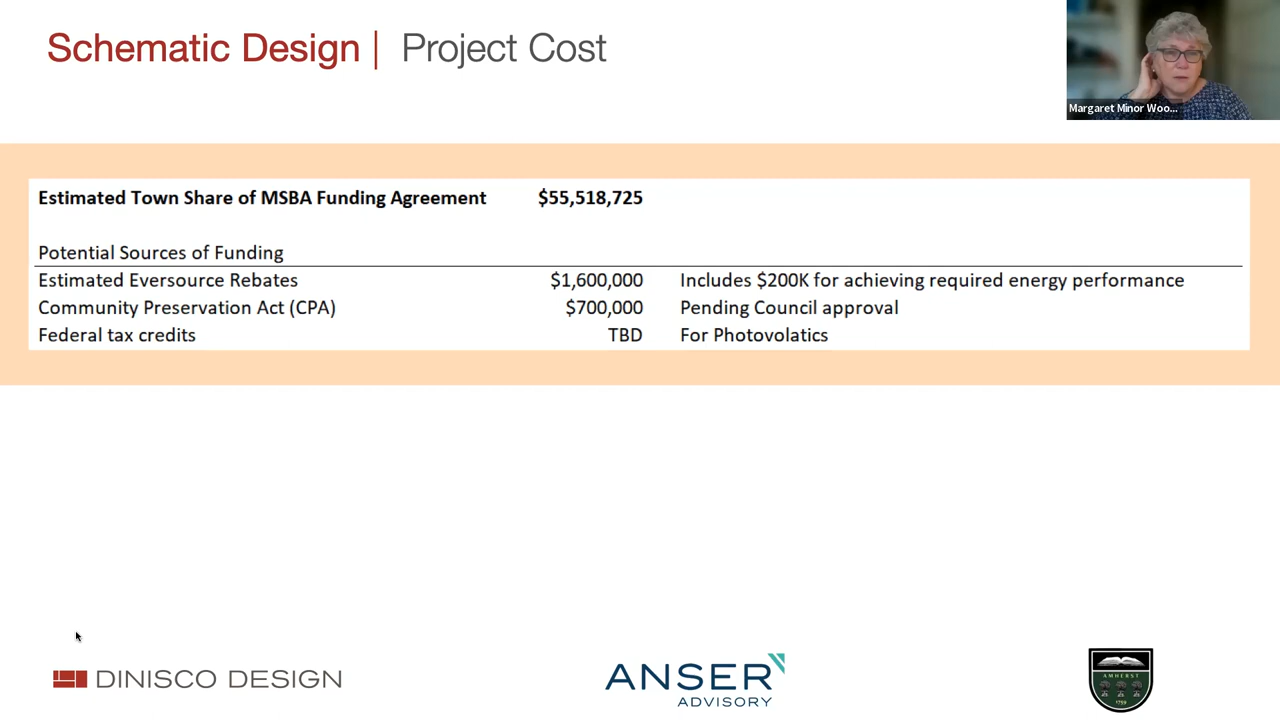 Schematic Design | Project Cost
Margaret Minor Woo...
Estimated Town Share of MSBA Funding Agreement $55,518,725
Potential Sources of Funding
Estimated Eversource Rebates $1,600,000 Includes $200K for achieving required energy performance
Community Preservation Act (CPA) $700,000 Pending Council approval
Federal tax credits TBD For Photovolatics
DINISCO DESIGN
ANSER
ADVISORY
AMHERST
1759